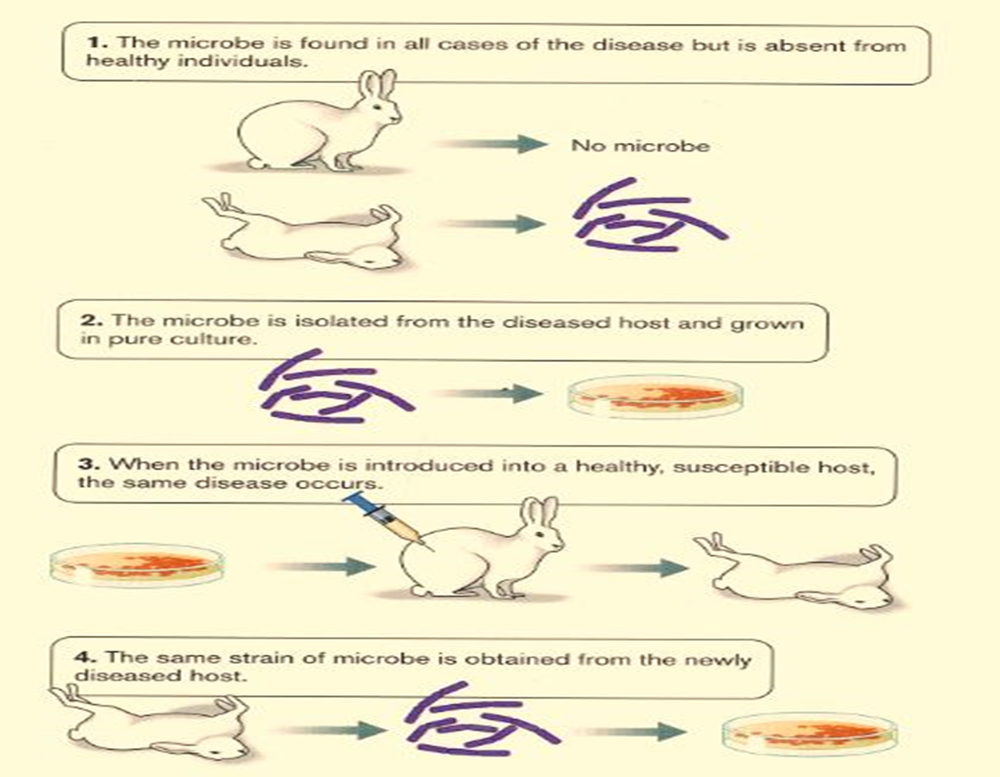 1. The microbe is found in all cases of the disease but is absent from
healthy individuals.
No microbe
2. The microbe is isolated from the diseased host and grown
in pure culture.
3. When the microbe is introduced into a healthy, susceptible host,
the same disease occurs.
4. The same strain of microbe is obtained from the newly
diseased host.